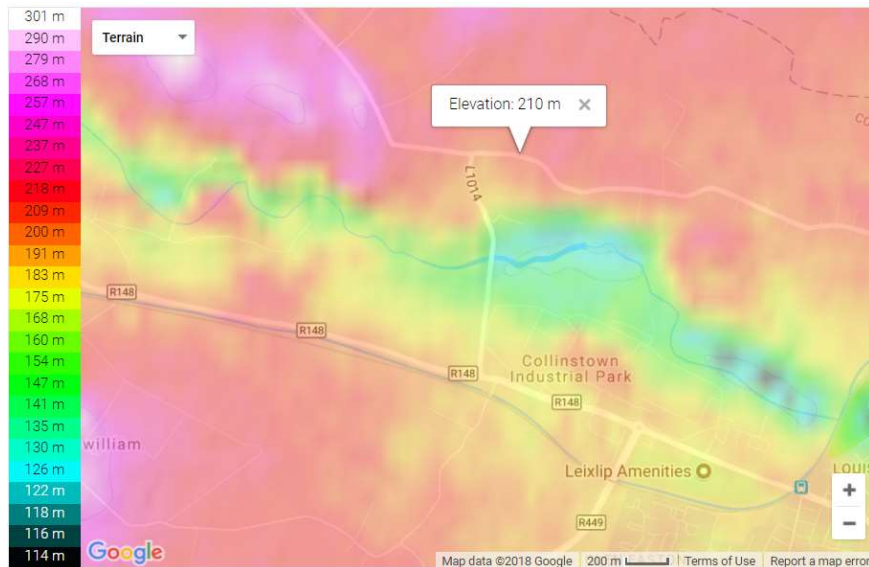 301 m
290 m
279 m
268 m
257 m
247 m
237 m
227 m
218 m
209 m
200 m
191 m
183 m
175 m
168 m
160 m
154 m
147 m
141 m
135 m
130 m
126 m
122 m
118 m
116 m
114 m
Terrain
Elevation: 210 m ×
L1014
R148
R148
R148
Collinstown
Industrial Park
R148
william
Leixlip Amenities
LOUIS
R449
+
−
Google
Map data ©2018 Google
200 m
Terms of Use
Report a map error